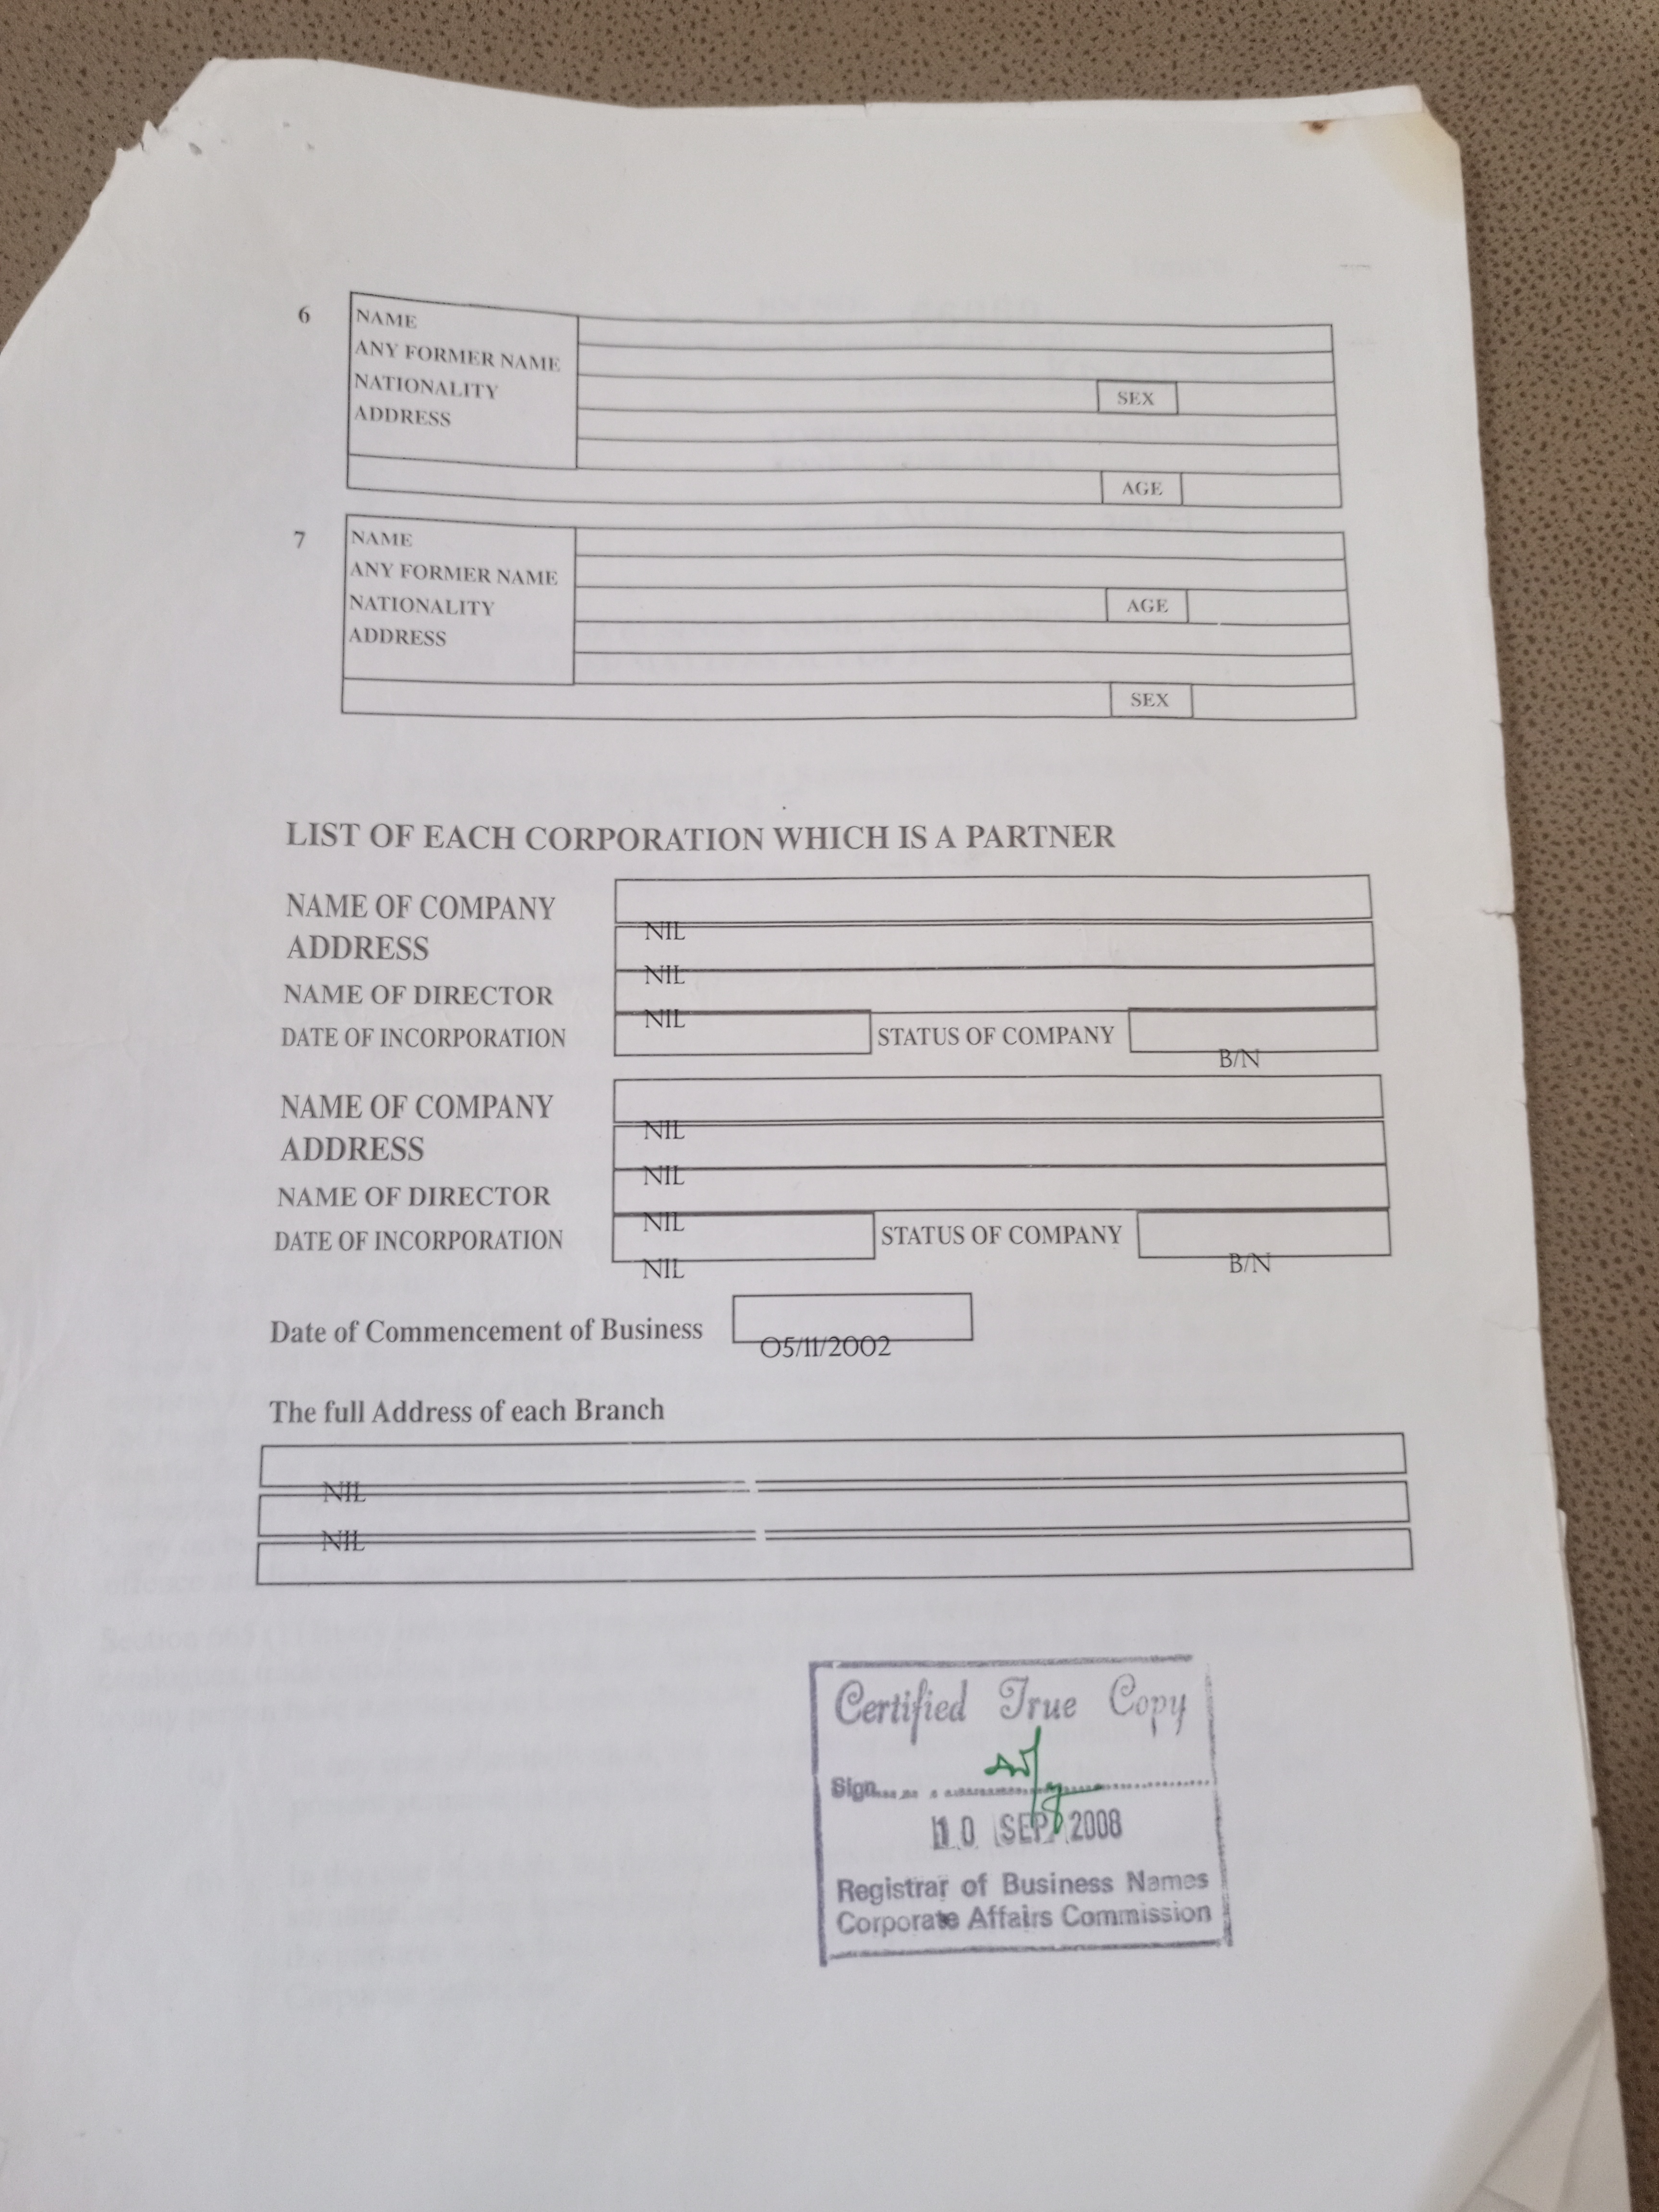 6
NAME
ANY FORMER NAME
NATIONALITY
SEX
ADDRESS
AGE
7
NAME
ANY FORMER NAME
NATIONALITY
AGE
ADDRESS
SEX
LIST OF EACH CORPORATION WHICH IS A PARTNER
NAME OF COMPANY
NIL
ADDRESS
NIL
NAME OF DIRECTOR
NIL
DATE OF INCORPORATION STATUS OF COMPANY
B/N
NAME OF COMPANY
NIL
ADDRESS
NIL
NAME OF DIRECTOR
NIL
DATE OF INCORPORATION STATUS OF COMPANY
NIL B/N
Date of Commencement of Business
05/11/2002
The full Address of each Branch
NIL
NIL
Certified True Copy
Sign
10 SEP 2008
Registrar of Business Names
Corporate Affairs Commission